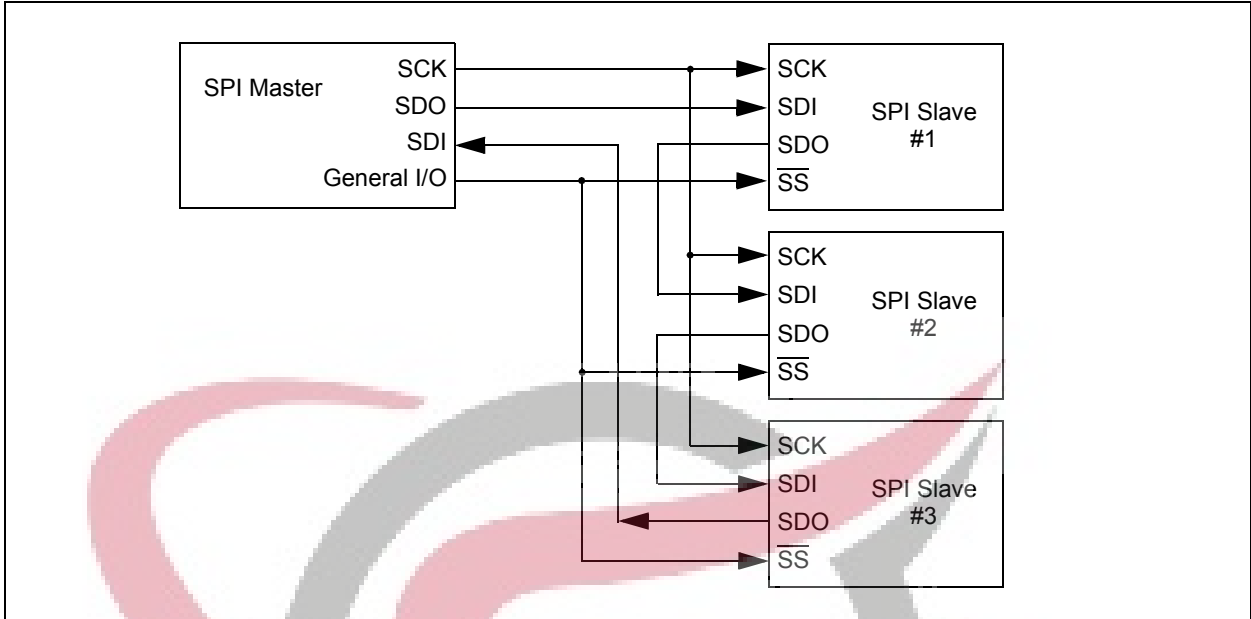 SPI Master
SCK
SDO
SDI
General I/O
SCK
SDI
SDO
SS
SPI Slave
#1
SCK
SDI
SDO
SS
SPI Slave
#2
SCK
SDI
SDO
SS
SPI Slave
#3